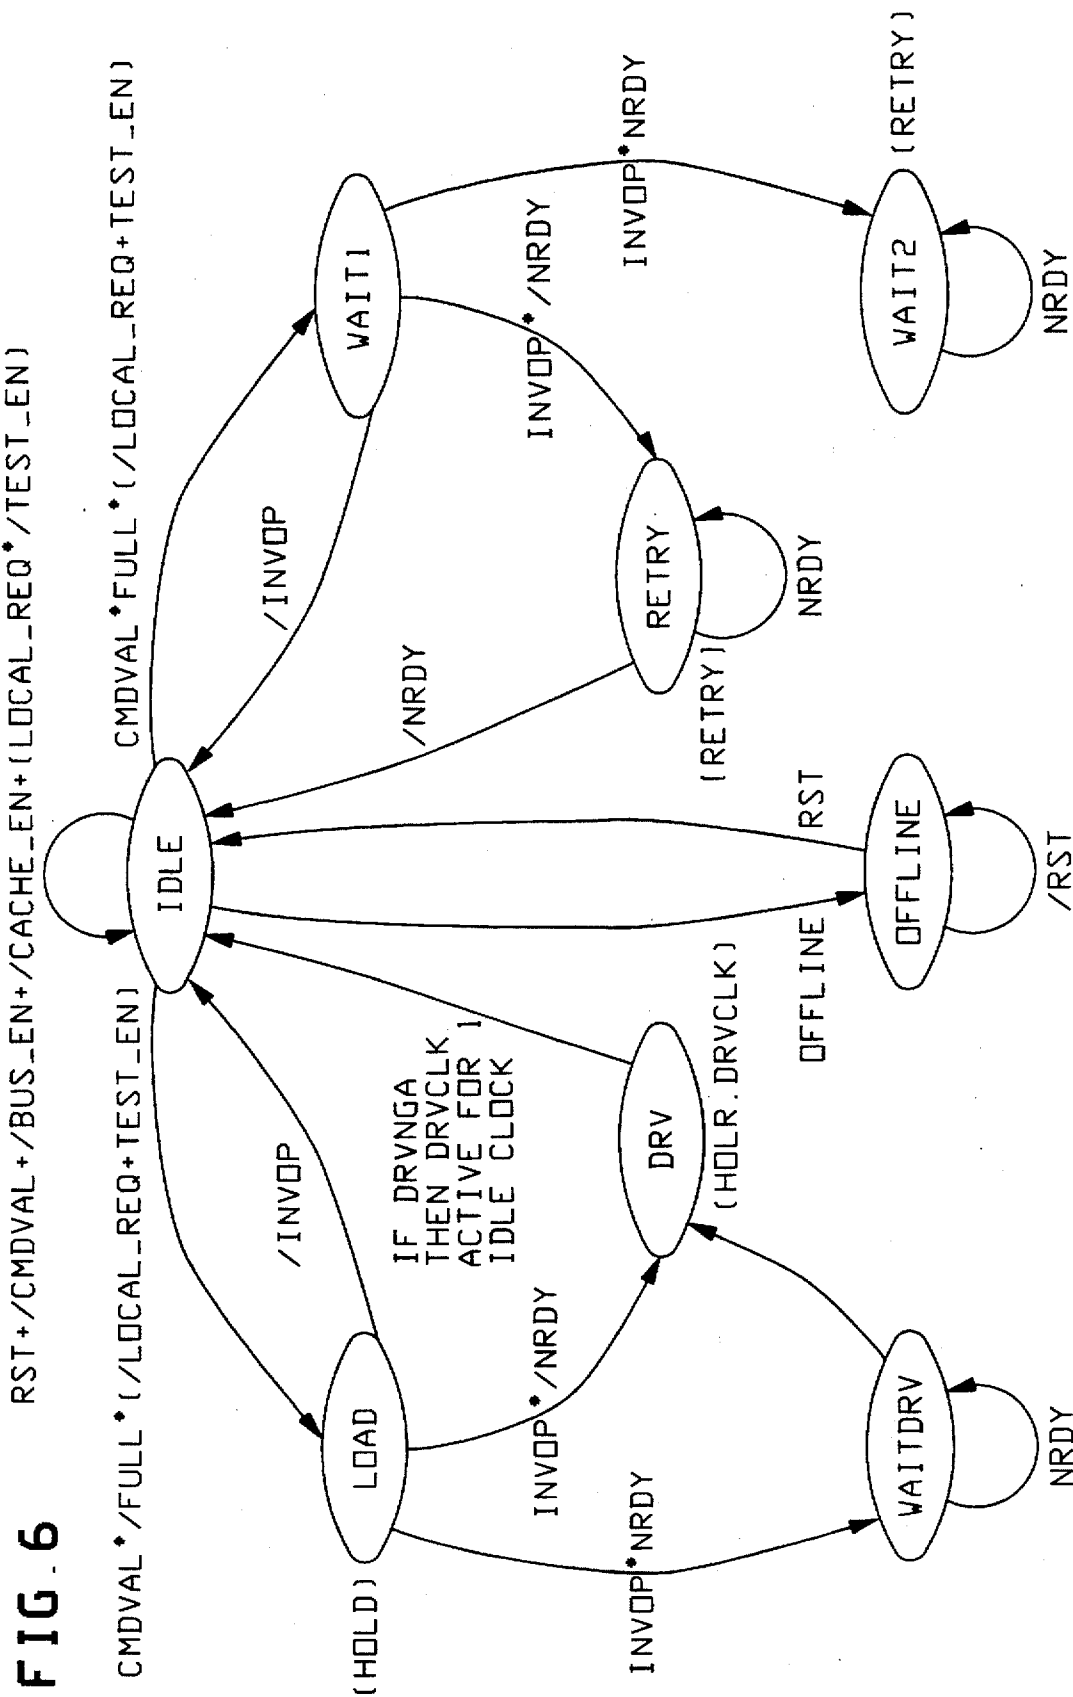 FIG.6
RST+/CMDVAL+/BUS_EN+/CACHE_EN+(LOCAL_REQ*/TEST_EN)
CMDVAL*/FULL*(/LOCAL_REQ+TEST_EN)
CMDVAL*FULL*(/LOCAL_REQ+TEST_EN)
IDLE
/INVOP
/INVOP
(HOLD)
LOAD
WAIT1
/NRDY
IF DRVNGA
THEN DRVCLK
ACTIVE FOR 1
IDLE CLOCK
INVOP*/NRDY
INVOP*/NRDY
INVOP*NRDY
INVOP*NRDY
DRV
RETRY
(HOLR.DRVCLK)
(RETRY)
NRDY
OFFLINE
RST
WAITDRV
OFFLINE
WAIT2
(RETRY)
NRDY
/RST
NRDY